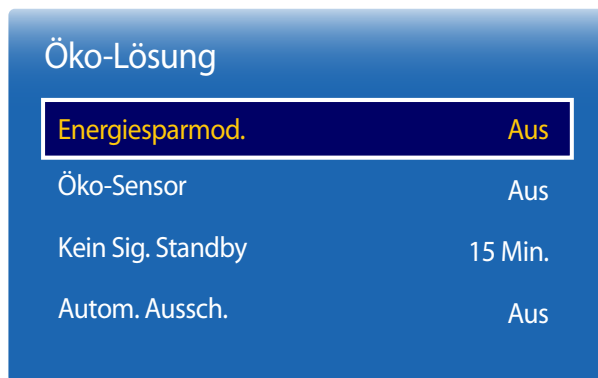 Öko-Lösung
Energiesparmod. Aus
Öko-Sensor Aus
Kein Sig. Standby 15 Min.
Autom. Aussch. Aus